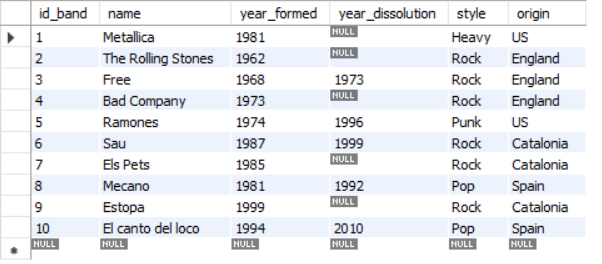 id_band name year_formed year_dissolution style origin
1 Metallica 1981 NULL Heavy US
2 The Rolling Stones 1962 NULL Rock England
3 Free 1968 1973 Rock England
4 Bad Company 1973 NULL Rock England
5 Ramones 1974 1996 Punk US
6 Sau 1987 1999 Rock Catalonia
7 Els Pets 1985 NULL Rock Catalonia
8 Mecano 1981 1992 Pop Spain
9 Estopa 1999 NULL Rock Catalonia
10 El canto del loco 1994 2010 Pop Spain
NULL NULL NULL NULL NULL NULL